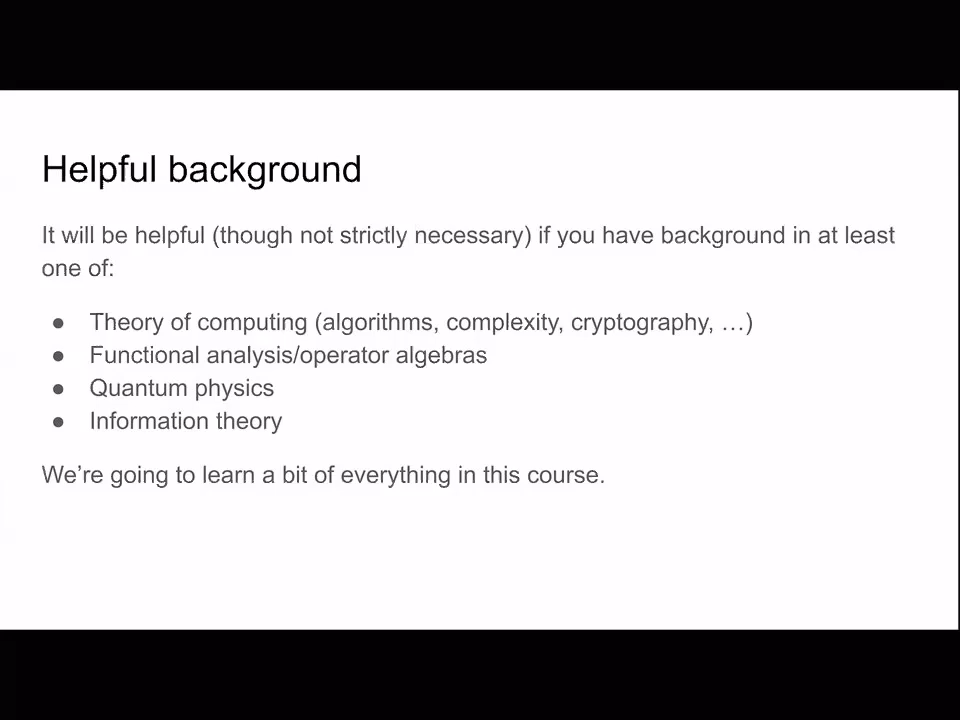 Helpful background
It will be helpful (though not strictly necessary) if you have background in at least
one of:
● Theory of computing (algorithms, complexity, cryptography, …)
● Functional analysis/operator algebras
● Quantum physics
● Information theory
We’re going to learn a bit of everything in this course.